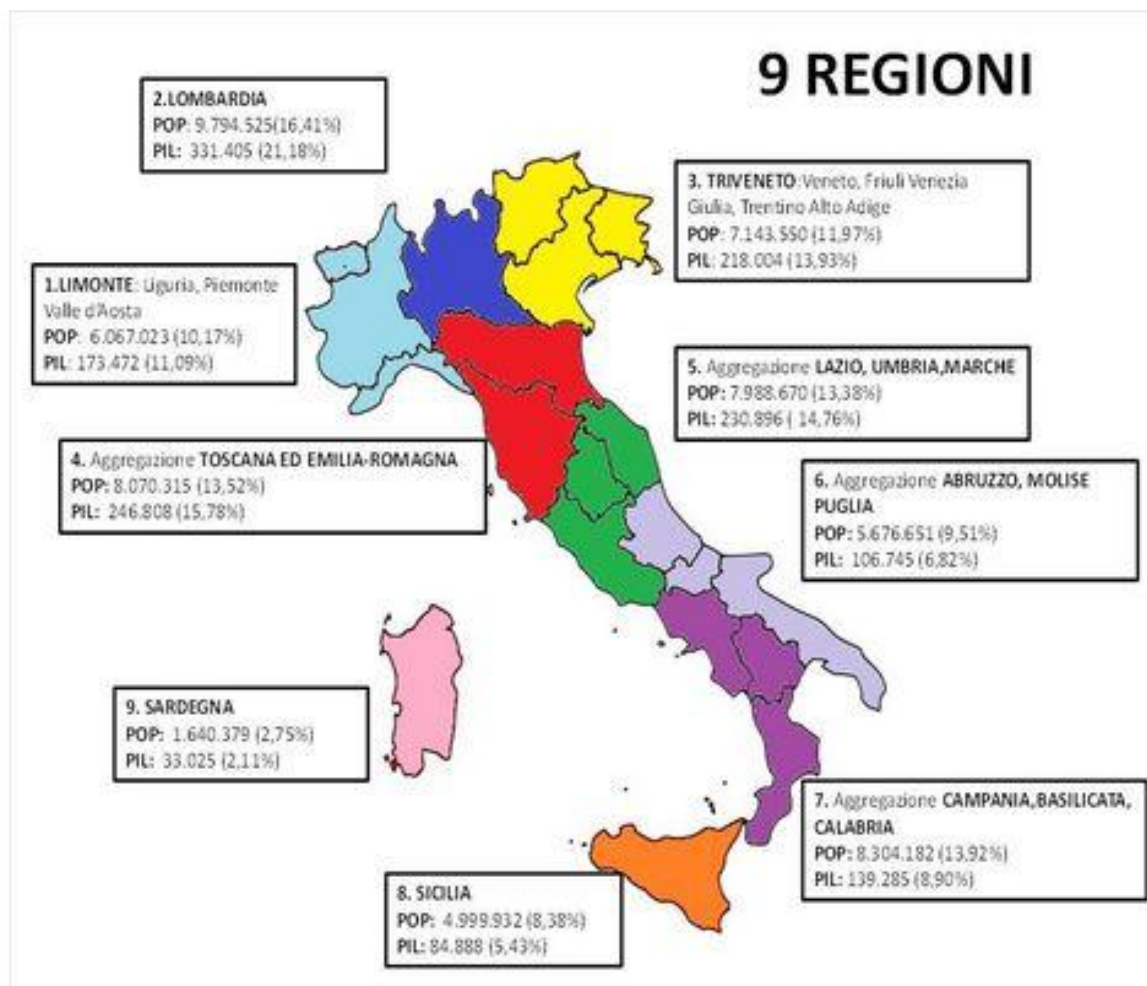 9 REGIONI
2.LOMBARDIA
POP: 9.794.525(16,41%)
PIL: 331.405 (21,18%)
3. TRIVENETO: Veneto, Friuli Venezia
Giulia, Trentino Alto Adige
POP: 7.143.550 (11,97%)
PIL: 218.004 (13,93%)
1.LIMONTE: Liguria, Piemonte
Valle d'Aosta
POP: 6.067.023 (10,17%)
PIL: 173.472 (11,09%)
5. Aggregazione LAZIO, UMBRIA,MARCHE
POP: 7.988.670 (13,38%)
PIL: 230.896 ( 14,76%)
4. Aggregazione TOSCANA ED EMILIA-ROMAGNA
POP: 8.070.315 (13,52%)
PIL: 246.808 (15,78%)
6. Aggregazione ABRUZZO, MOLISE
PUGLIA
POP: 5.676.651 (9,51%)
PIL: 106.745 (6,82%)
9. SARDEGNA
POP: 1.640.379 (2,75%)
PIL: 33.025 (2,11%)
7. Aggregazione CAMPANIA,BASILICATA,
CALABRIA
POP: 8.304.182 (13,92%)
PIL: 139.285 (8,90%)
8. SICILIA
POP: 4.999.932 (8,38%)
PIL: 84.888 (5,43%)